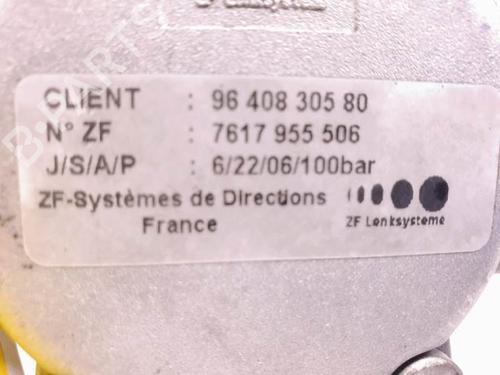 CLIENT : 96 408 305 80
N° ZF : 7617 955 506
J/S/A/P : 6/22/06/100bar
ZF-Systèmes de Directions
France
ZF Lenksysteme
B-PARTS